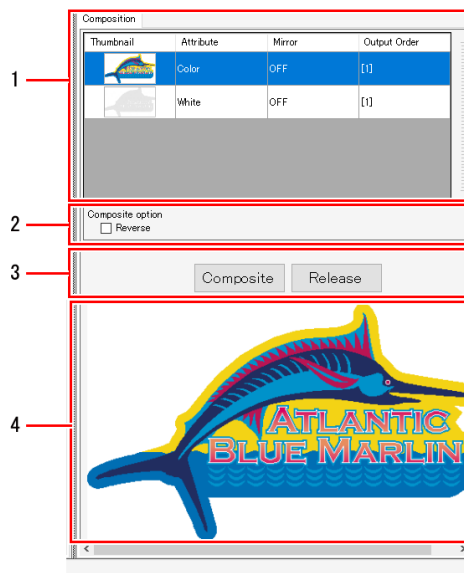 Composition
Thumbnail Attribute Mirror Output Order
1
Color OFF [1]
White OFF [1]
2
Composite option
Reverse
3
Composite Release
4
ATLANTIC
BLUE MARLIN